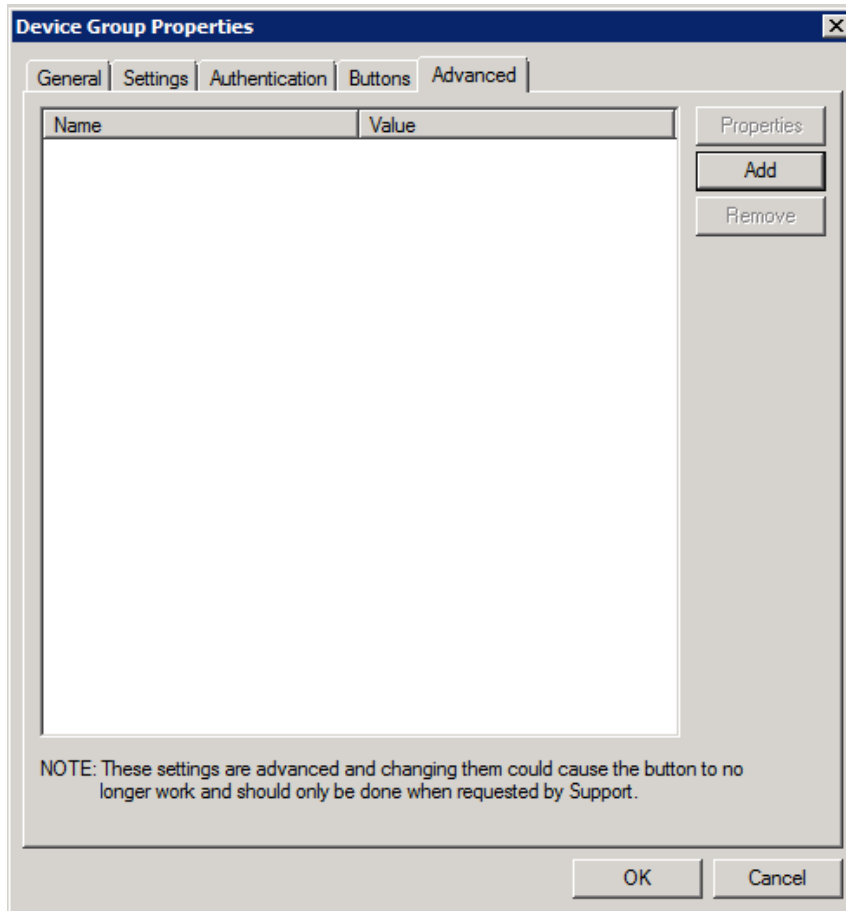 Device Group Properties
General Settings Authentication Buttons Advanced
Name Value
Properties
Add
Remove
NOTE: These settings are advanced and changing them could cause the button to no
longer work and should only be done when requested by Support.
OK Cancel